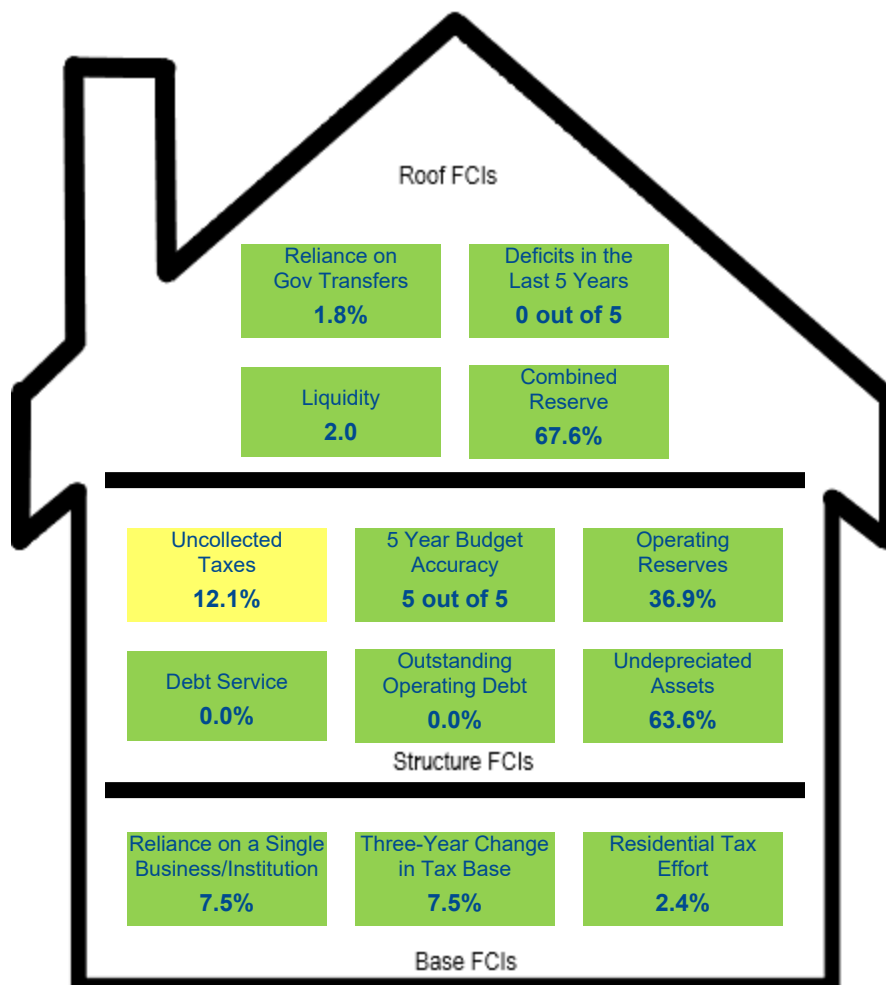 Roof FCIs
Reliance on
Gov Transfers
1.8%
Deficits in the
Last 5 Years
0 out of 5
Liquidity
2.0
Combined
Reserve
67.6%
Uncollected
Taxes
12.1%
5 Year Budget
Accuracy
5 out of 5
Operating
Reserves
36.9%
Debt Service
0.0%
Outstanding
Operating Debt
0.0%
Undepreciated
Assets
63.6%
Structure FCIs
Reliance on a Single
Business/Institution
7.5%
Three-Year Change
in Tax Base
7.5%
Residential Tax
Effort
2.4%
Base FCIs